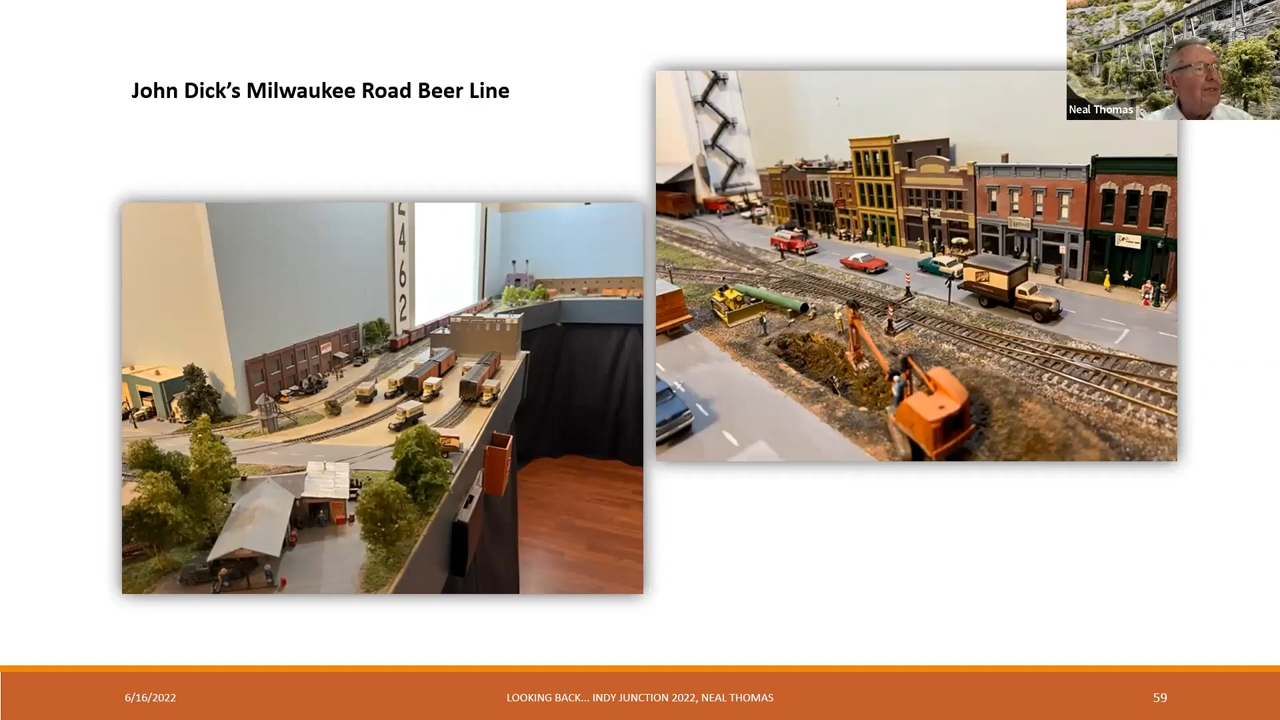 John Dick's Milwaukee Road Beer Line
Neal Thomas
2462
6/16/2022
LOOKING BACK... INDY JUNCTION 2022, NEAL THOMAS
59